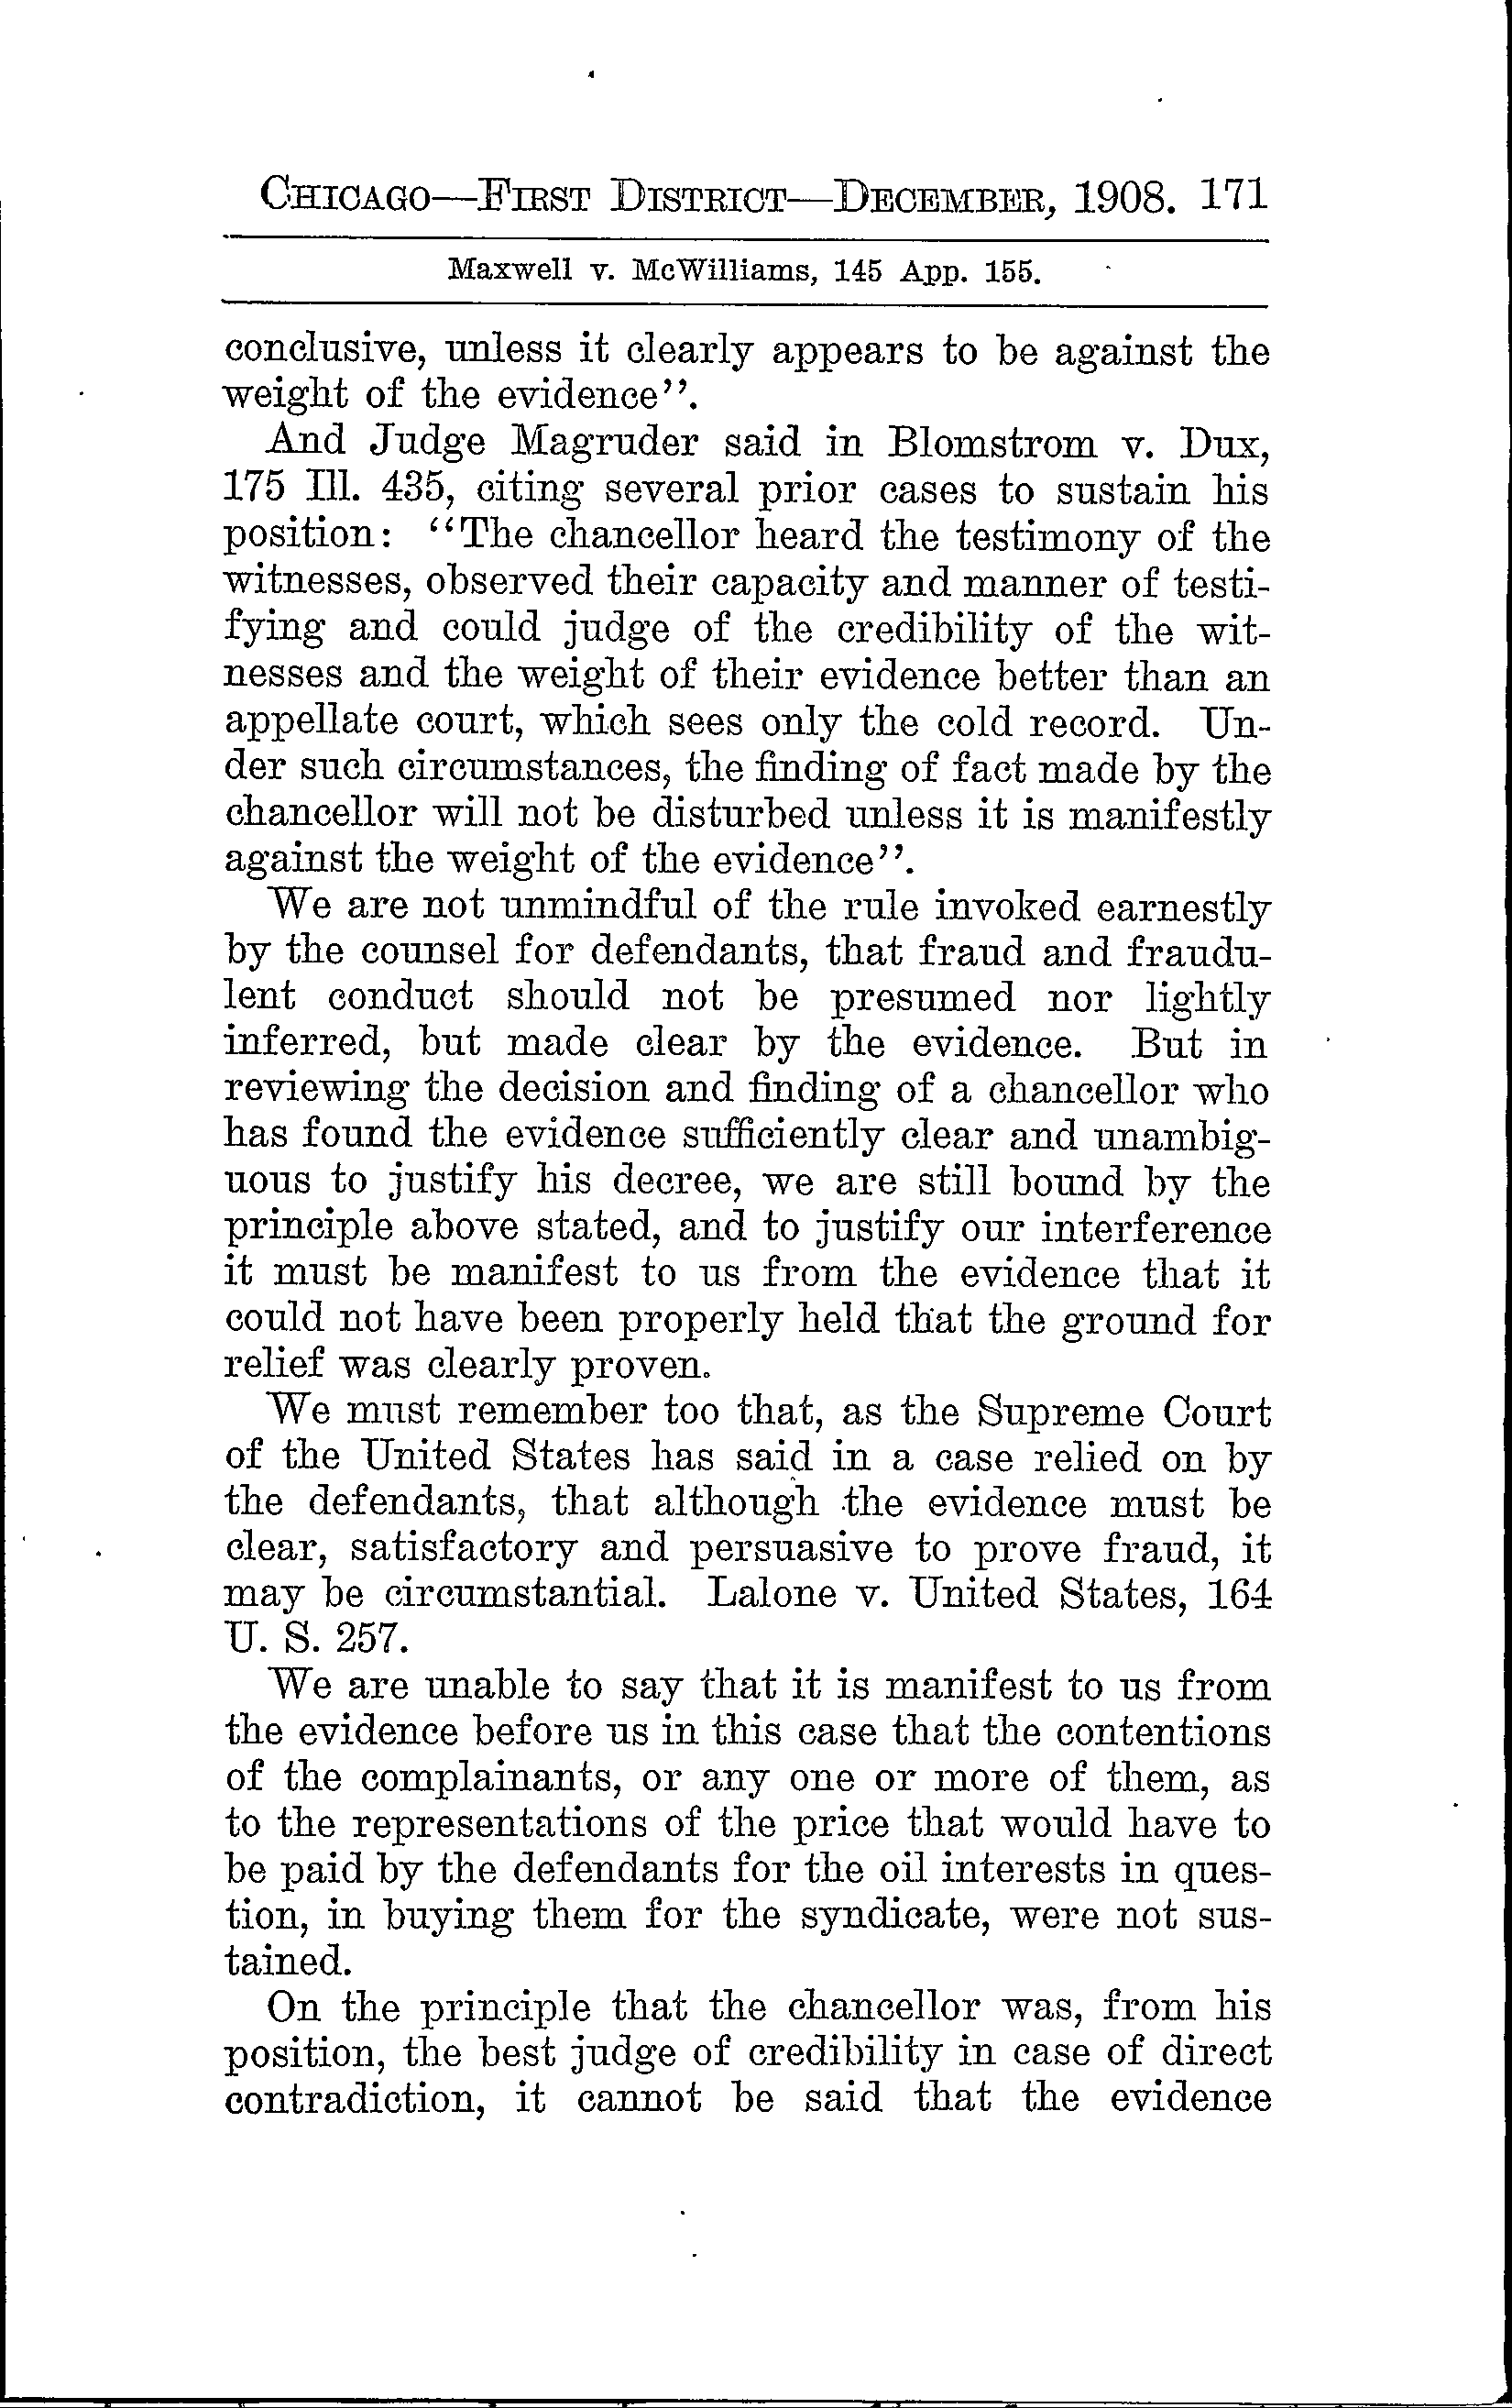 CHICAGO—FIRST DISTRICT—DECEMBER, 1908. 171
Maxwell v. McWilliams, 145 App. 155.
conclusive, unless it clearly appears to be against the
weight of the evidence’’.
And Judge Magruder said in Blomstrom v. Dux,
175 Ill. 435, citing several prior cases to sustain his
position: ‘‘The chancellor heard the testimony of the
witnesses, observed their capacity and manner of testi-
fying and could judge of the credibility of the wit-
nesses and the weight of their evidence better than an
appellate court, which sees only the cold record. Un-
der such circumstances, the finding of fact made by the
chancellor will not be disturbed unless it is manifestly
against the weight of the evidence’’.
We are not unmindful of the rule invoked earnestly
by the counsel for defendants, that fraud and fraudu-
lent conduct should not be presumed nor lightly
inferred, but made clear by the evidence. But in
reviewing the decision and finding of a chancellor who
has found the evidence sufficiently clear and unambig-
uous to justify his decree, we are still bound by the
principle above stated, and to justify our interference
it must be manifest to us from the evidence that it
could not have been properly held that the ground for
relief was clearly proven.
We must remember too that, as the Supreme Court
of the United States has said in a case relied on by
the defendants, that although the evidence must be
clear, satisfactory and persuasive to prove fraud, it
may be circumstantial. Lalone v. United States, 164
U. S. 257.
We are unable to say that it is manifest to us from
the evidence before us in this case that the contentions
of the complainants, or any one or more of them, as
to the representations of the price that would have to
be paid by the defendants for the oil interests in ques-
tion, in buying them for the syndicate, were not sus-
tained.
On the principle that the chancellor was, from his
position, the best judge of credibility in case of direct
contradiction, it cannot be said that the evidence